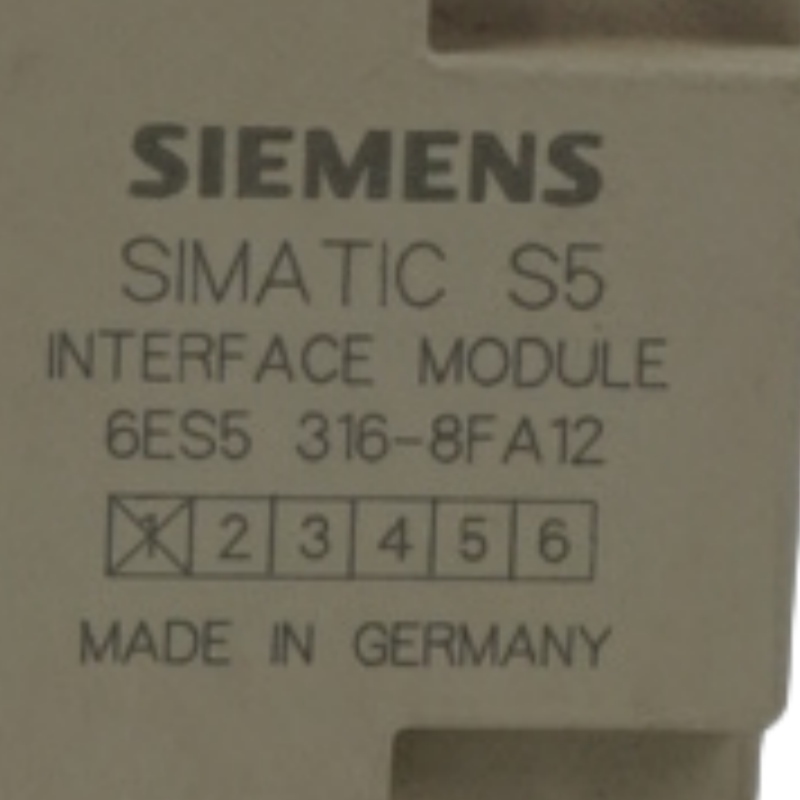 SIEMENS
SIMATIC S5
INTERFACE MODULE
6ES5 316-8FA12
1 2 3 4 5 6
MADE IN GERMANY